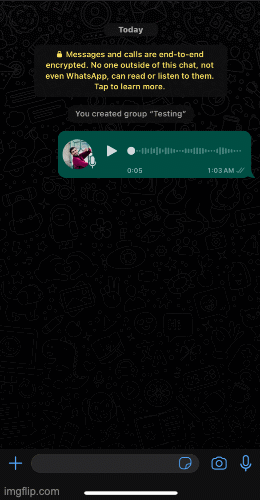 Today
🔒 Messages and calls are end-to-end
encrypted. No one outside of this chat, not
even WhatsApp, can read or listen to them.
Tap to learn more.
You created group "Testing"
0:05
1:03 AM
imgflip.com